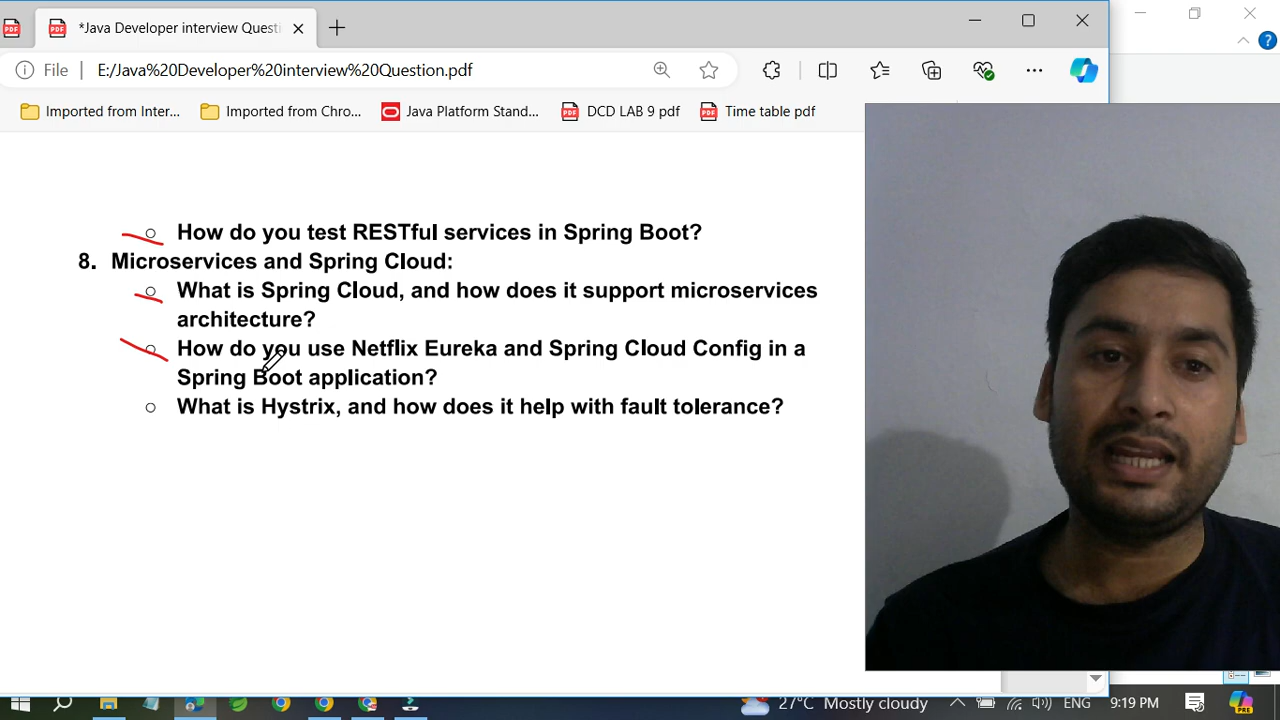 *Java Developer interview Questi
File
E:/Java%20Developer%20interview%20Question.pdf
Imported from Inter...
Imported from Chro...
Java Platform Stand...
DCD LAB 9 pdf
Time table pdf
○ How do you test RESTful services in Spring Boot?
8. Microservices and Spring Cloud:
○ What is Spring Cloud, and how does it support microservices
architecture?
○ How do you use Netflix Eureka and Spring Cloud Config in a
Spring Boot application?
○ What is Hystrix, and how does it help with fault tolerance?
27°C Mostly cloudy
ENG
9:19 PM
PRE